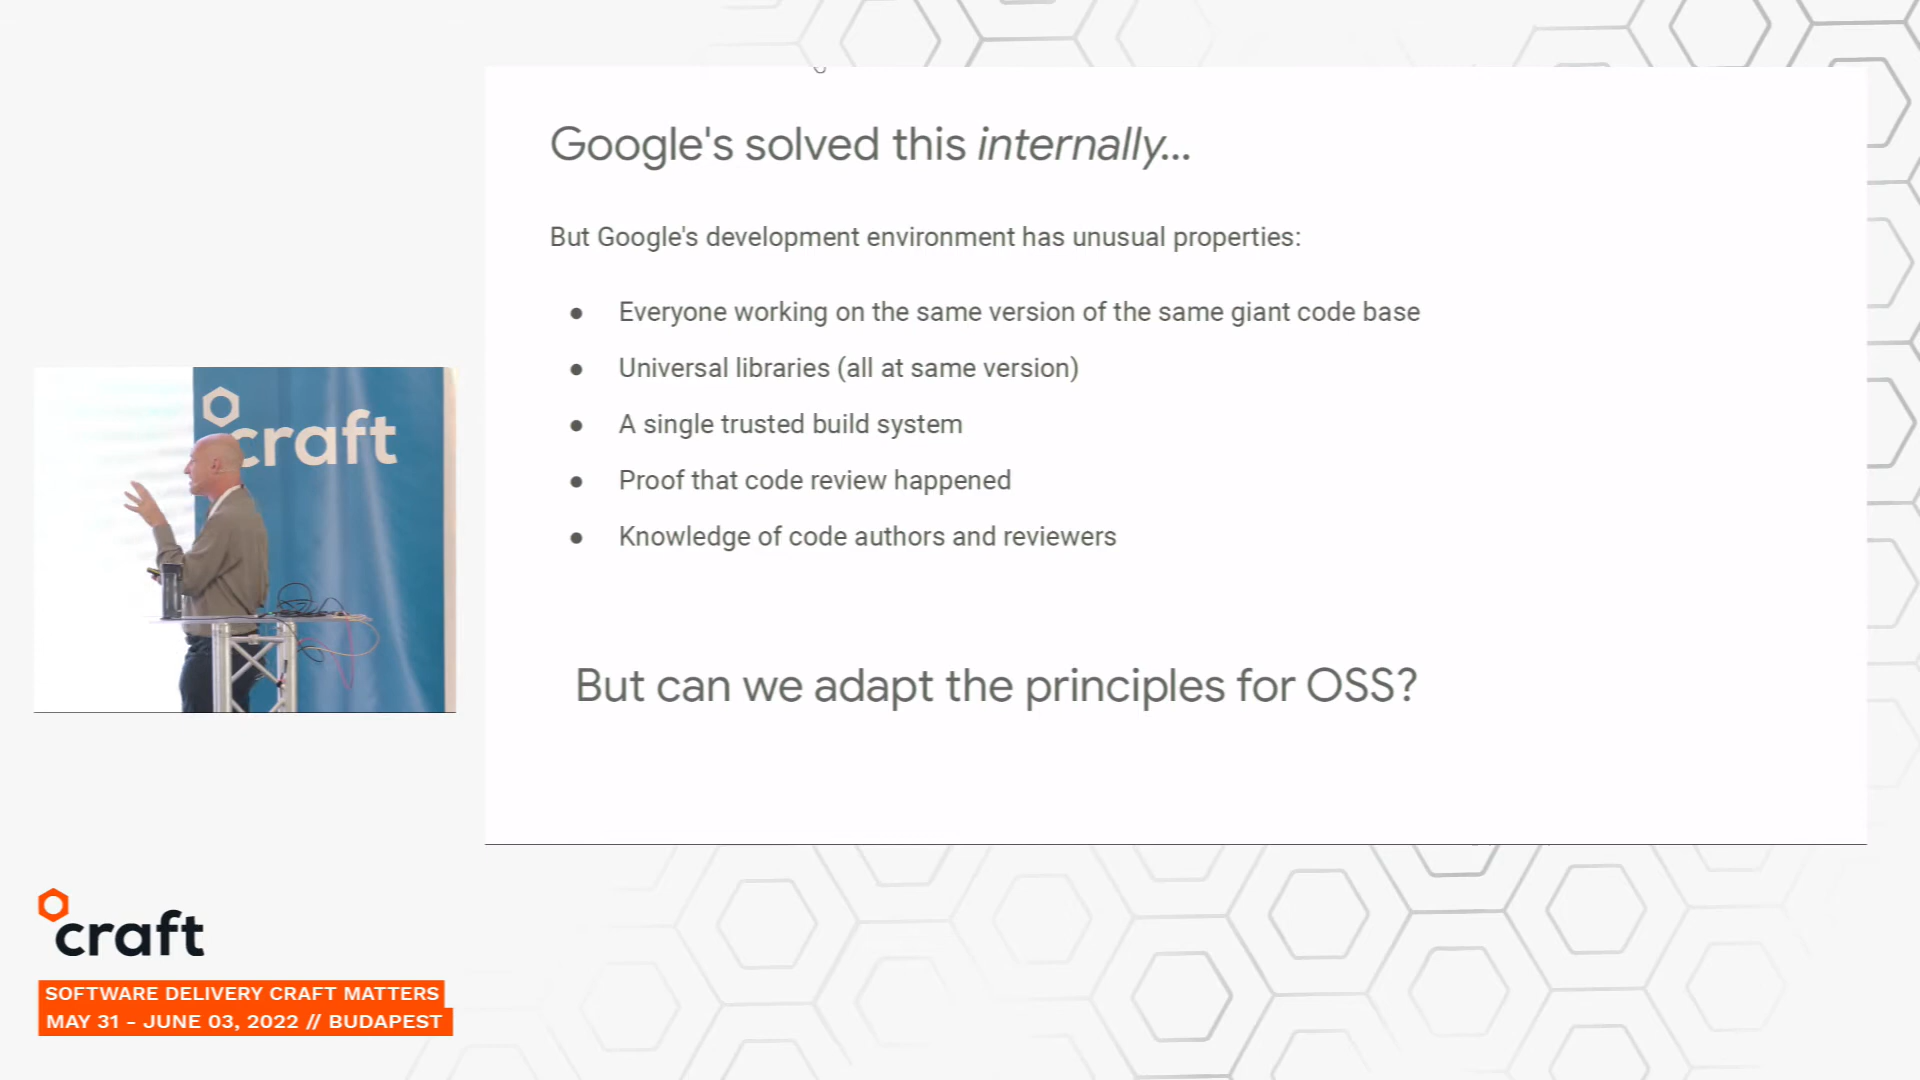 Google's solved this internally...
But Google's development environment has unusual properties:
● Everyone working on the same version of the same giant code base
● Universal libraries (all at same version)
● A single trusted build system
● Proof that code review happened
● Knowledge of code authors and reviewers
But can we adapt the principles for OSS?
craft
craft
SOFTWARE DELIVERY CRAFT MATTERS
MAY 31 - JUNE 03, 2022 // BUDAPEST